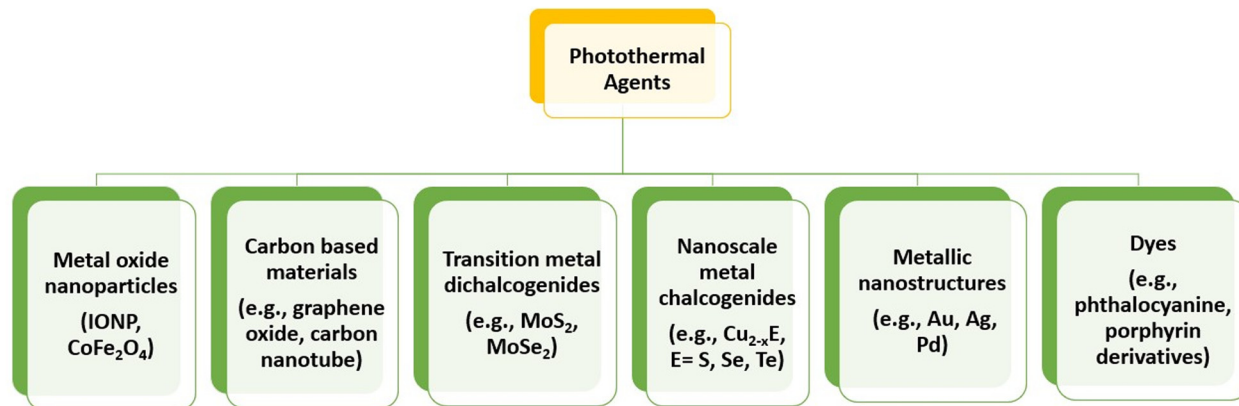 Photothermal
Agents
Metal oxide
nanoparticles
(IONP,
CoFe₂O₄)
Carbon based
materials
(e.g., graphene
oxide, carbon
nanotube)
Transition metal
dichalcogenides
(e.g., MoS₂,
MoSe₂)
Nanoscale
metal
chalcogenides
(e.g., Cu₂₋ₓE,
E= S, Se, Te)
Metallic
nanostructures
(e.g., Au, Ag,
Pd)
Dyes
(e.g.,
phthalocyanine,
porphyrin
derivatives)